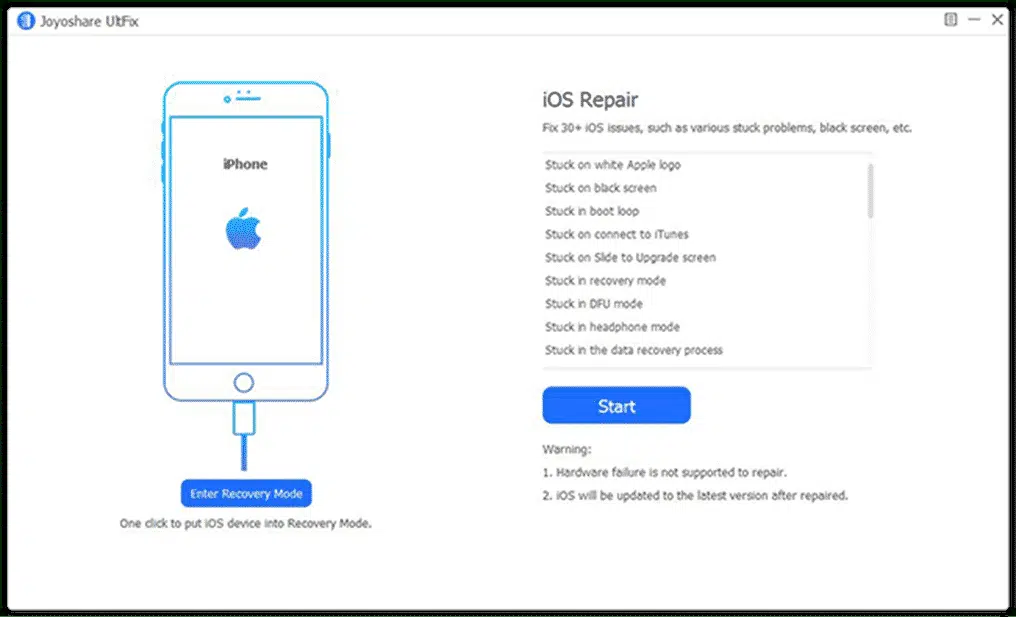 Joyoshare UltFix
iPhone
Enter Recovery Mode
One click to put iOS device into Recovery Mode.
iOS Repair
Fix 30+ iOS issues, such as various stuck problems, black screen, etc.
Stuck on white Apple logo
Stuck on black screen
Stuck in boot loop
Stuck on connect to iTunes
Stuck on Slide to Upgrade screen
Stuck in recovery mode
Stuck in DFU mode
Stuck in headphone mode
Stuck in the data recovery process
Start
Warning:
1. Hardware failure is not supported to repair.
2. iOS will be updated to the latest version after repaired.